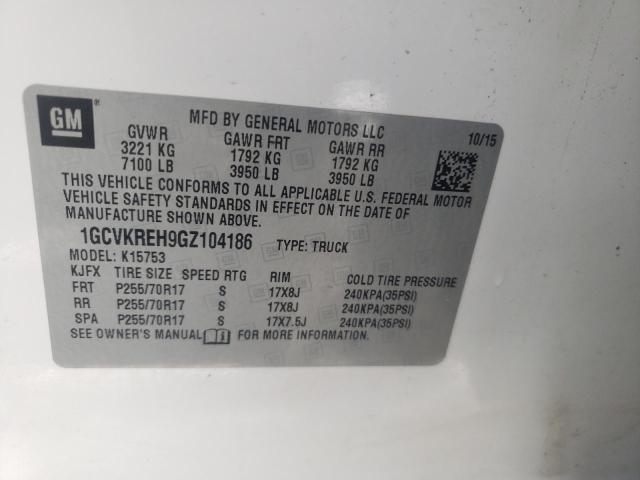 GM ®
MFD BY GENERAL MOTORS LLC 10/15
GVWR GAWR FRT GAWR RR
3221 KG 1792 KG 1792 KG
7100 LB 3950 LB 3950 LB
THIS VEHICLE CONFORMS TO ALL APPLICABLE U.S. FEDERAL MOTOR
VEHICLE SAFETY STANDARDS IN EFFECT ON THE DATE OF
MANUFACTURE SHOWN ABOVE.
1GCVKREH9GZ104186 TYPE: TRUCK
MODEL: K15753
KJFX TIRE SIZE SPEED RTG RIM COLD TIRE PRESSURE
FRT P255/70R17 S 17X8J 240KPA(35PSI)
RR P255/70R17 S 17X8J 240KPA(35PSI)
SPA P255/70R17 S 17X7.5J 240KPA(35PSI)
SEE OWNER'S MANUAL FOR MORE INFORMATION.